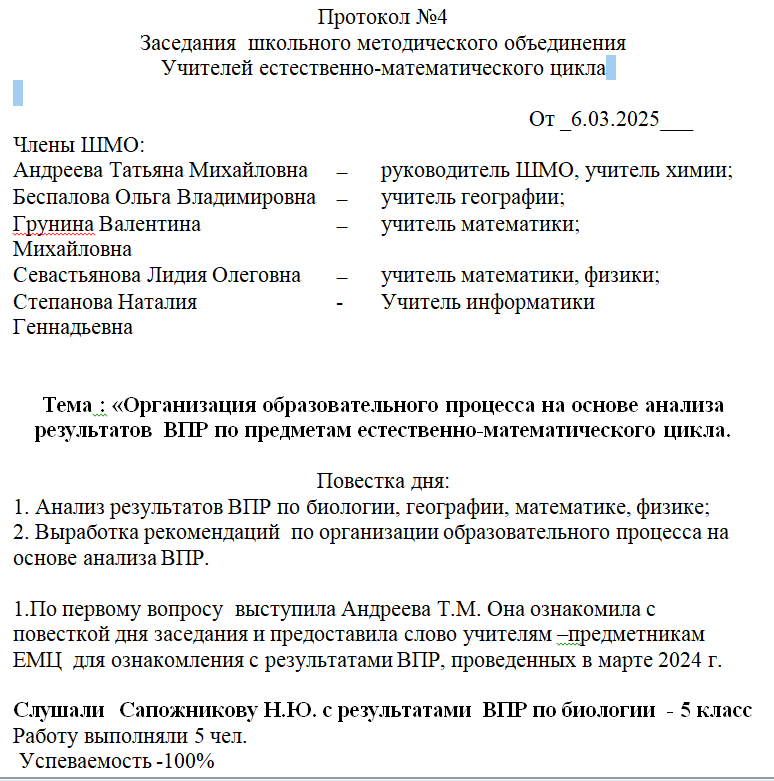 Протокол №4
Заседания школьного методического объединения
Учителей естественно-математического цикла
От _6.03.2025___
Члены ШМО:
Андреева Татьяна Михайловна – руководитель ШМО, учитель химии;
Беспалова Ольга Владимировна – учитель географии;
Грунина Валентина – учитель математики;
Михайловна
Севастьянова Лидия Олеговна – учитель математики, физики;
Степанова Наталия - Учитель информатики
Геннадьевна
Тема : «Организация образовательного процесса на основе анализа
результатов ВПР по предметам естественно-математического цикла.
Повестка дня:
1. Анализ результатов ВПР по биологии, географии, математике, физике;
2. Выработка рекомендаций по организации образовательного процесса на
основе анализа ВПР.
1.По первому вопросу выступила Андреева Т.М. Она ознакомила с
повесткой дня заседания и предоставила слово учителям –предметникам
ЕМЦ для ознакомления с результатами ВПР, проведенных в марте 2024 г.
Слушали Сапожникову Н.Ю. с результатами ВПР по биологии - 5 класс
Работу выполняли 5 чел.
Успеваемость -100%